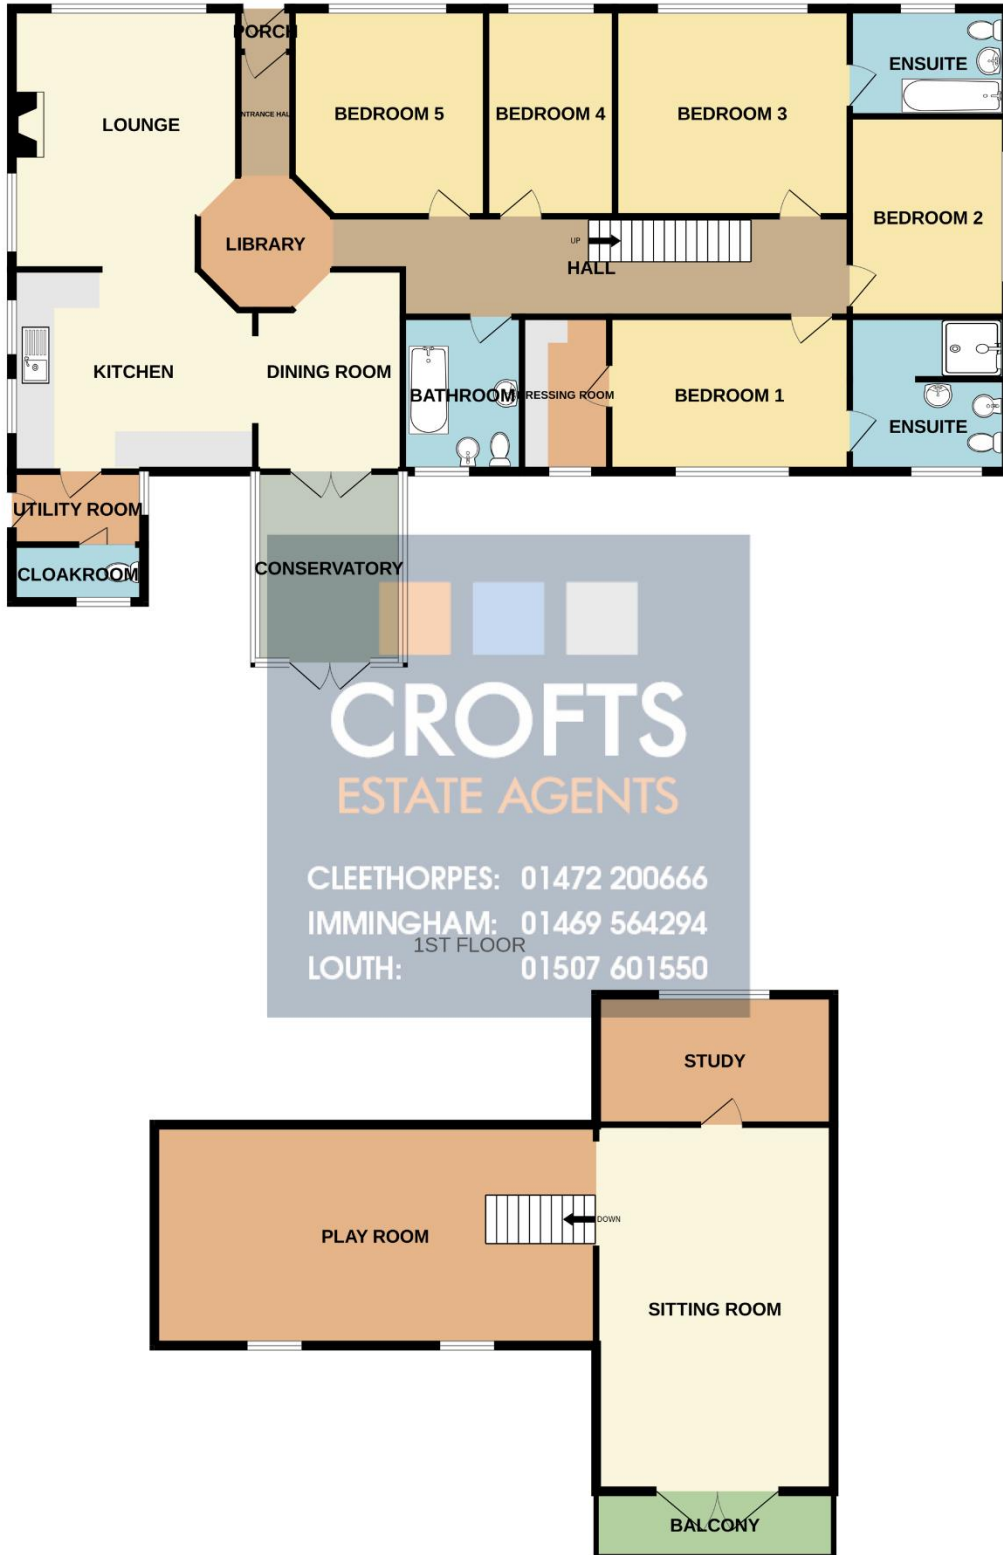 PORCH
ENSUITE
LOUNGE
ENTRANCE HALL
BEDROOM 5
BEDROOM 4
BEDROOM 3
BEDROOM 2
LIBRARY
UP
HALL
KITCHEN
DINING ROOM
BATHROOM
DRESSING ROOM
BEDROOM 1
ENSUITE
UTILITY ROOM
CLOAKROOM
CONSERVATORY
CROFTS
ESTATE AGENTS
CLEETHORPES: 01472 200666
IMMINGHAM: 01469 564294
1ST FLOOR
LOUTH: 01507 601550
STUDY
PLAY ROOM
DOWN
SITTING ROOM
BALCONY